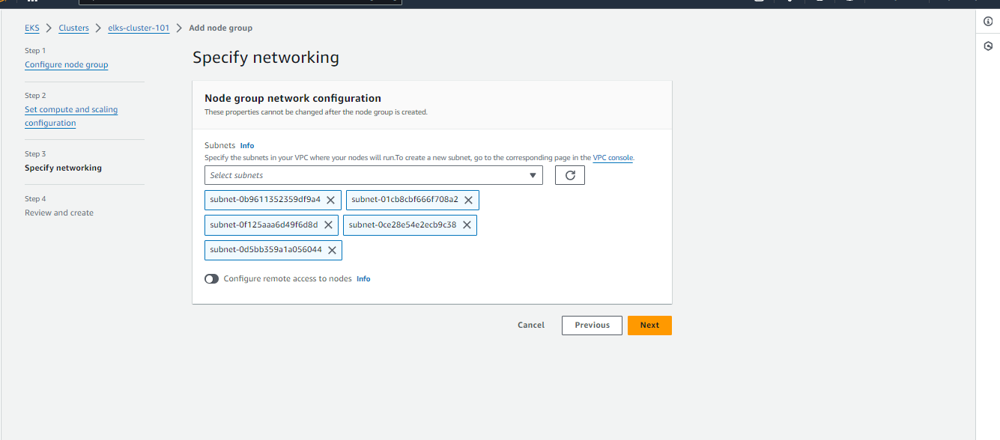 EKS > Clusters > elks-cluster-101 > Add node group
Step 1
Configure node group
Step 2
Set compute and scaling
configuration
Step 3
Specify networking
Step 4
Review and create
Specify networking
Node group network configuration
These properties cannot be changed after the node group is created.
Subnets Info
Specify the subnets in your VPC where your nodes will run.To create a new subnet, go to the corresponding page in the VPC console.
Select subnets
subnet-0b9611352359df9a4 subnet-01cb8cbf666f708a2
subnet-0f125aaa6d49f6d8d subnet-0ce28e54e2ecb9c38
subnet-0d5bb359a1a056044
Configure remote access to nodes Info
Cancel Previous Next